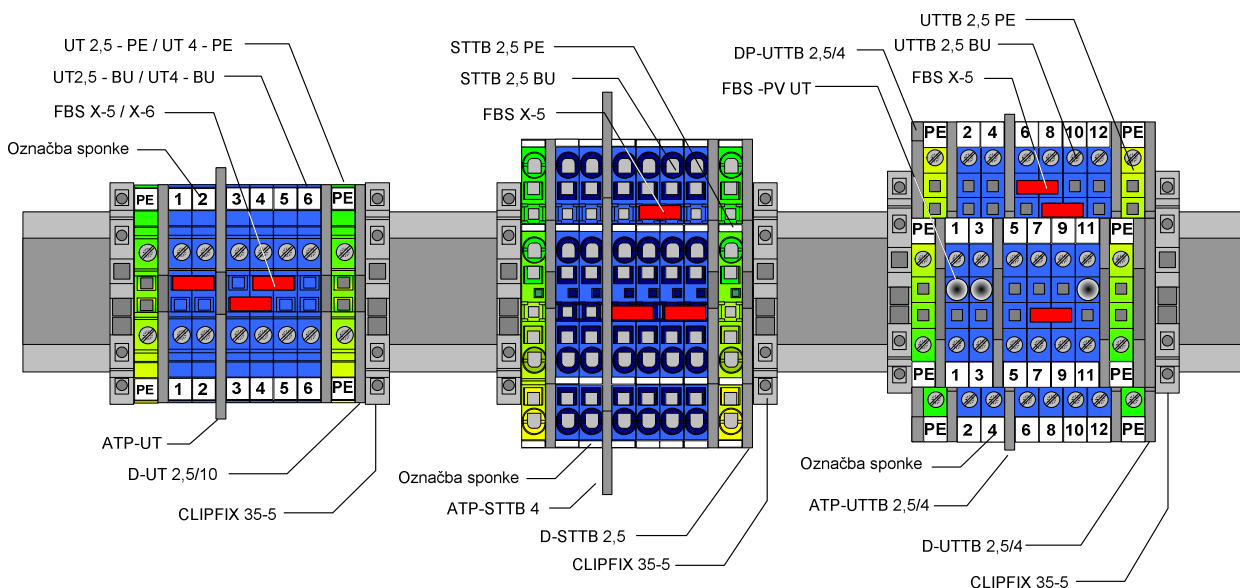 UT 2,5 - PE / UT 4 - PE
UT2,5 - BU / UT4 - BU
FBS X-5 / X-6
Označba sponke
PE 1 2 3 4 5 6 PE
PE 1 2 3 4 5 6 PE
ATP-UT
D-UT 2,5/10
CLIPFIX 35-5
STTB 2,5 PE
STTB 2,5 BU
FBS X-5
Označba sponke
ATP-STTB 4
D-STTB 2,5
CLIPFIX 35-5
UTTB 2,5 PE
DP-UTTB 2,5/4
UTTB 2,5 BU
FBS -PV UT
FBS X-5
PE 2 4 6 8 10 12 PE
PE 1 3 5 7 9 11 PE
PE 1 3 5 7 9 11 PE
PE 2 4 6 8 10 12 PE
Označba sponke
ATP-UTTB 2,5/4
D-UTTB 2,5/4
CLIPFIX 35-5